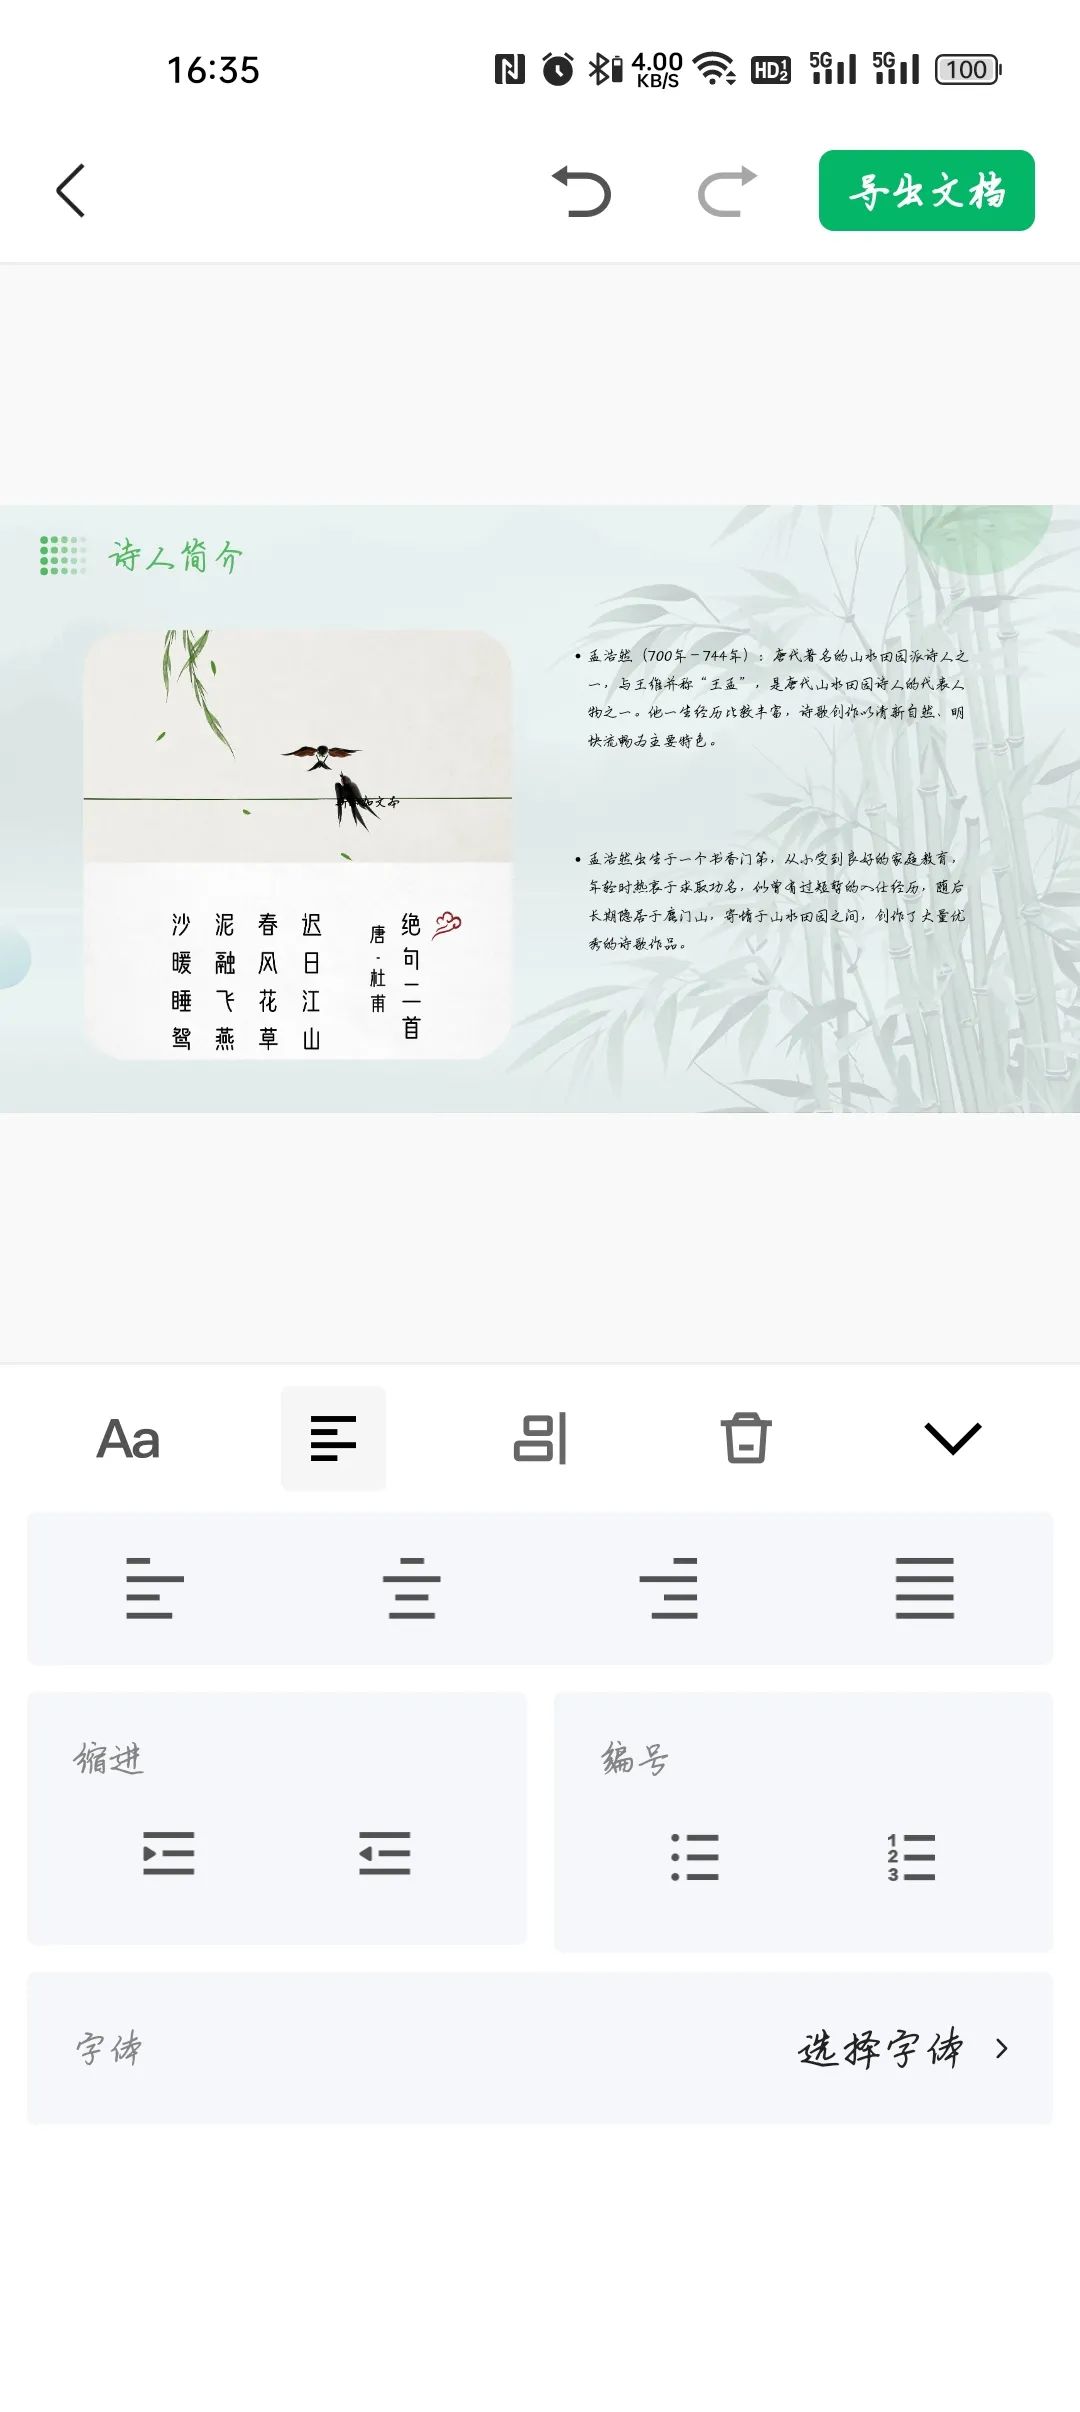 16:35
4.00
KB/S
HD
1
2
5G
5G
100
导出文档
诗人简介
孟浩然（700年-744年）：唐代著名的山水田园派诗人之
一，与王维并称“王孟”，是唐代山水田园诗人的代表人
物之一。他一生经历比较丰富，诗歌创作以清新自然、明
快流畅为主要特色。
孟浩然出生于一个书香门第，从小受到良好的家庭教育，
年轻时热衷于求取功名，似曾有过短暂的入仕经历，随后
长期隐居于鹿门山，寄情于山水田园之间，创作了大量优
秀的诗歌作品。
绝句二首
唐·杜甫
迟日江山
春风花草
泥融飞燕
沙暖睡鸳
Aa
缩进
编号
1
2
3
字体
选择字体